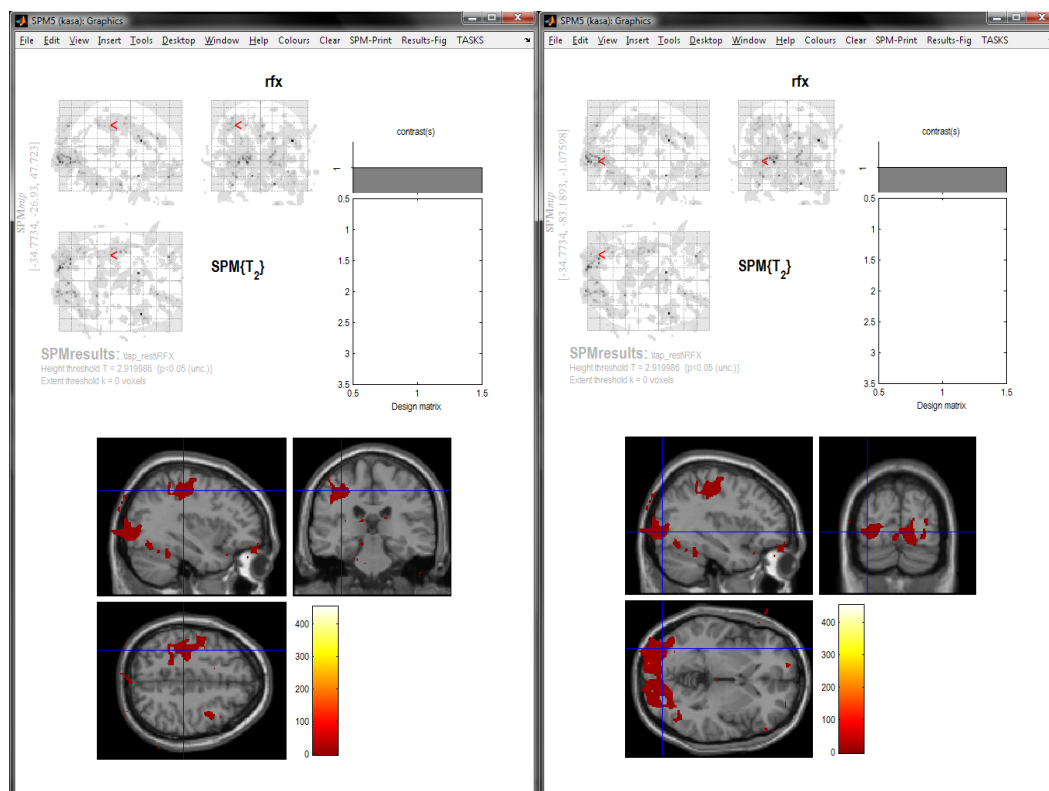 SPM5 (kasa): Graphics
File Edit View Insert Tools Desktop Window Help Colours Clear SPM-Print Results-Fig TASKS
rfx
contrast(s)
1
SPMmip
[-34.7734, -26.93, 47.723]
<
<
<
SPM{T2}
0.5
1
1.5
2
2.5
3
3.5
0.5 1 1.5
Design matrix
SPMresults: .\tap_rest\RFX
Height threshold T = 2.919986 {p<0.05 (unc.)}
Extent threshold k = 0 voxels
400
300
200
100
0
SPM5 (kasa): Graphics
File Edit View Insert Tools Desktop Window Help Colours Clear SPM-Print Results-Fig TASKS
rfx
contrast(s)
1
SPMmip
[-34.7734, -83.1893, -1.07598]
<
<
<
SPM{T2}
0.5
1
1.5
2
2.5
3
3.5
0.5 1 1.5
Design matrix
SPMresults: .\tap_rest\RFX
Height threshold T = 2.919986 {p<0.05 (unc.)}
Extent threshold k = 0 voxels
400
300
200
100
0